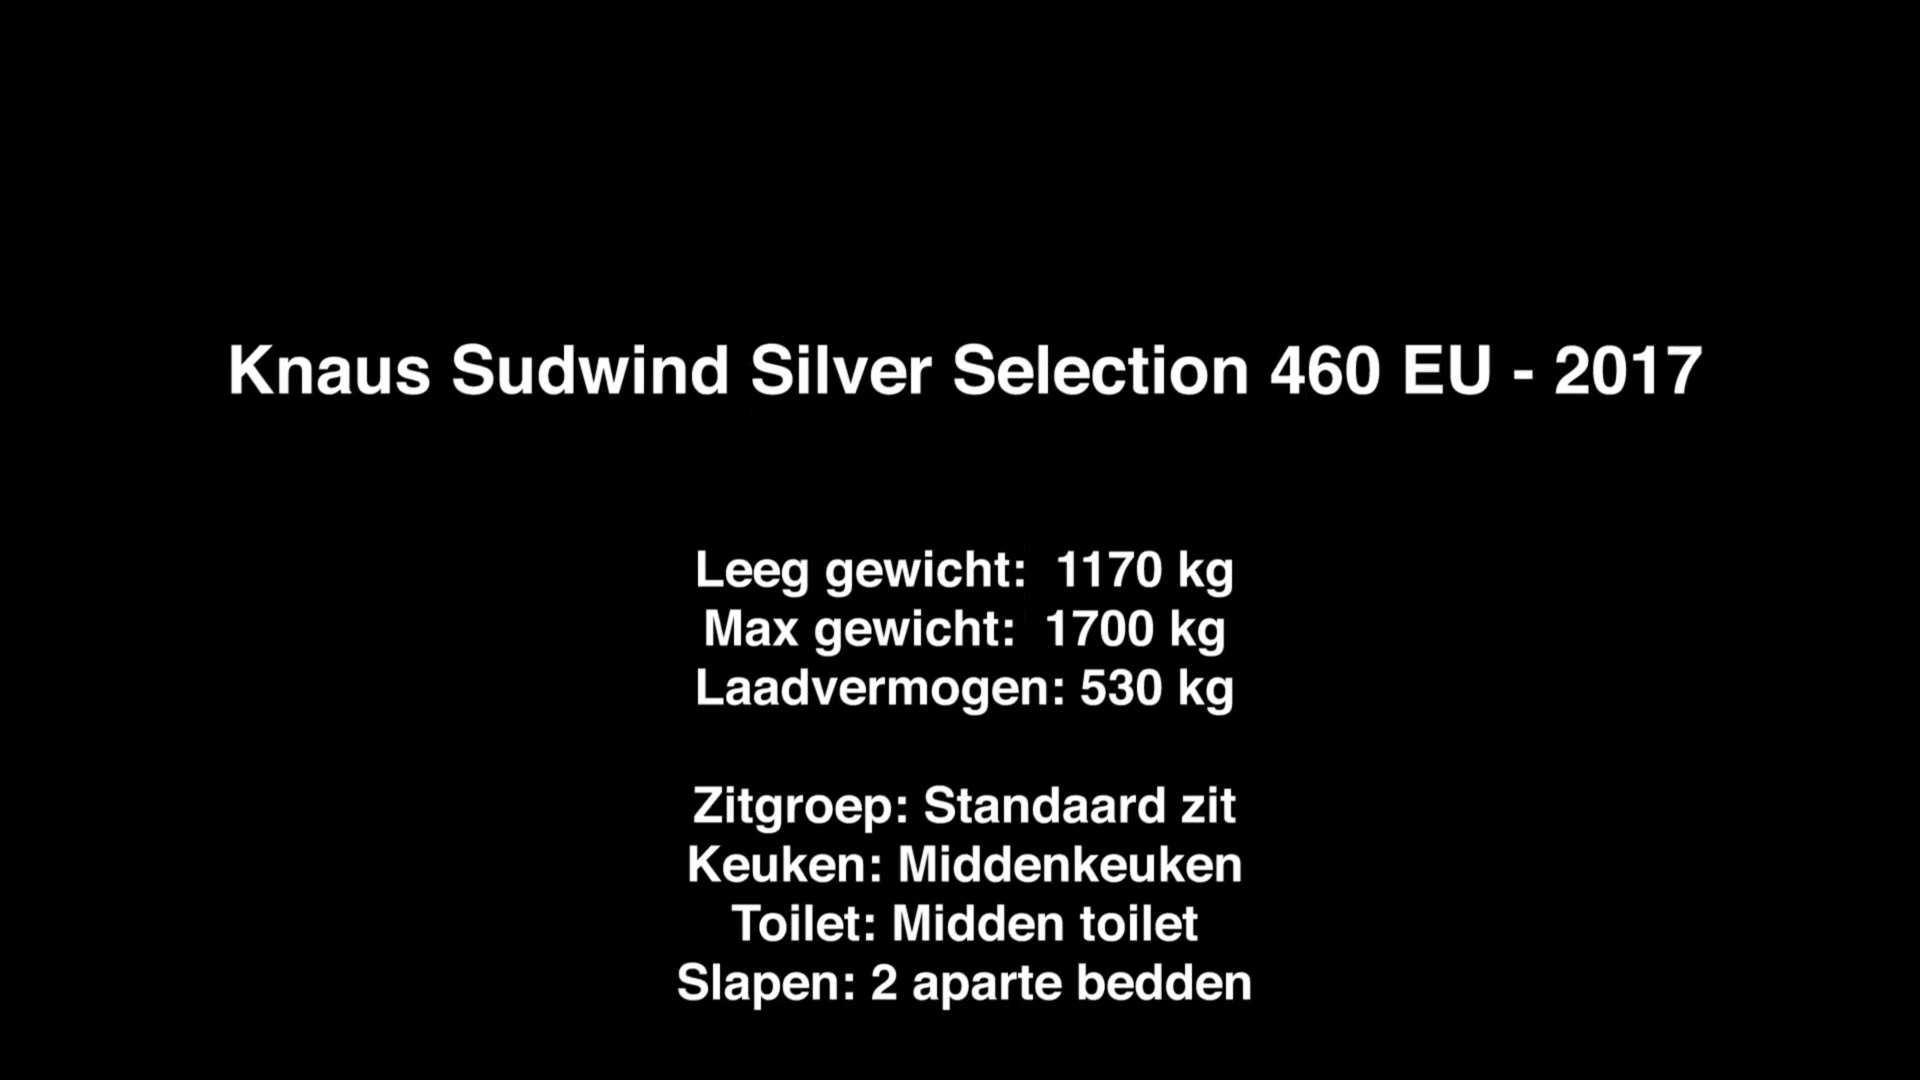 Knaus Sudwind Silver Selection 460 EU - 2017
Leeg gewicht: 1170 kg
Max gewicht: 1700 kg
Laadvermogen: 530 kg
Zitgroep: Standaard zit
Keuken: Middenkeuken
Toilet: Midden toilet
Slapen: 2 aparte bedden